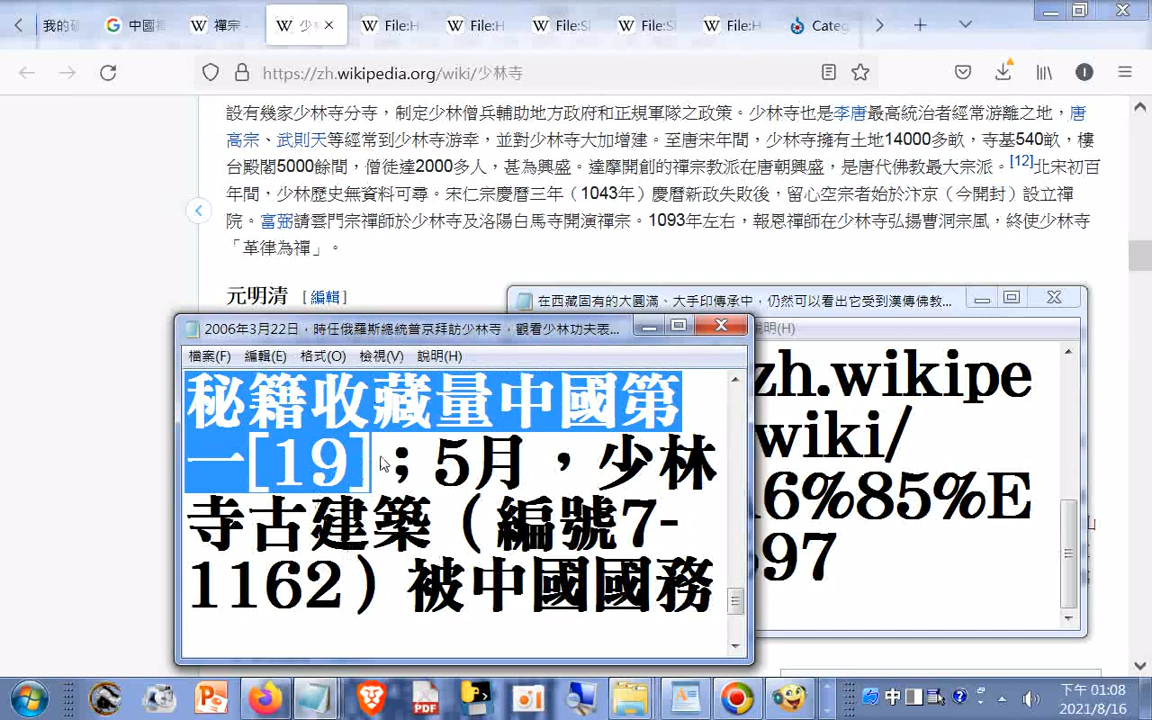 我的研
中國禪
禪宗 -
少
File:H
File:H
File:Sl
File:Sl
File:H
Categ
https://zh.wikipedia.org/wiki/少林寺
設有幾家少林寺分寺，制定少林僧兵輔助地方政府和正規軍隊之政策。少林寺也是李唐最高統治者經常游離之地，唐
高宗、武則天等經常到少林寺游幸，並對少林寺大加增建。至唐宋年間，少林寺擁有土地14000多畝，寺基540畝，樓
台殿閣5000餘間，僧徒達2000多人，甚為興盛。達摩開創的禪宗教派在唐朝興盛，是唐代佛教最大宗派。[12]北宋初百
年間，少林歷史無資料可尋。宋仁宗慶曆三年（1043年）慶曆新政失敗後，留心空宗者始於汴京（今開封）設立禪
院。富弼請雲門宗禪師於少林寺及洛陽白馬寺開演禪宗。1093年左右，報恩禪師在少林寺弘揚曹洞宗風，終使少林寺
「革律為禪」。
元明清 [編輯]
在西藏固有的大圓滿、大手印傳承中，仍然可以看出它受到漢傳佛教...
說明(H)
zh.wikipe
wiki/
6%85%E
97
2006年3月22日，時任俄羅斯總統普京拜訪少林寺，觀看少林功夫表...
檔案(F) 編輯(E) 格式(O) 檢視(V) 說明(H)
秘籍收藏量中國第
一[19]；5月，少林
寺古建築（編號7-
1162）被中國國務
PDF
中
下午 01:08
2021/8/16